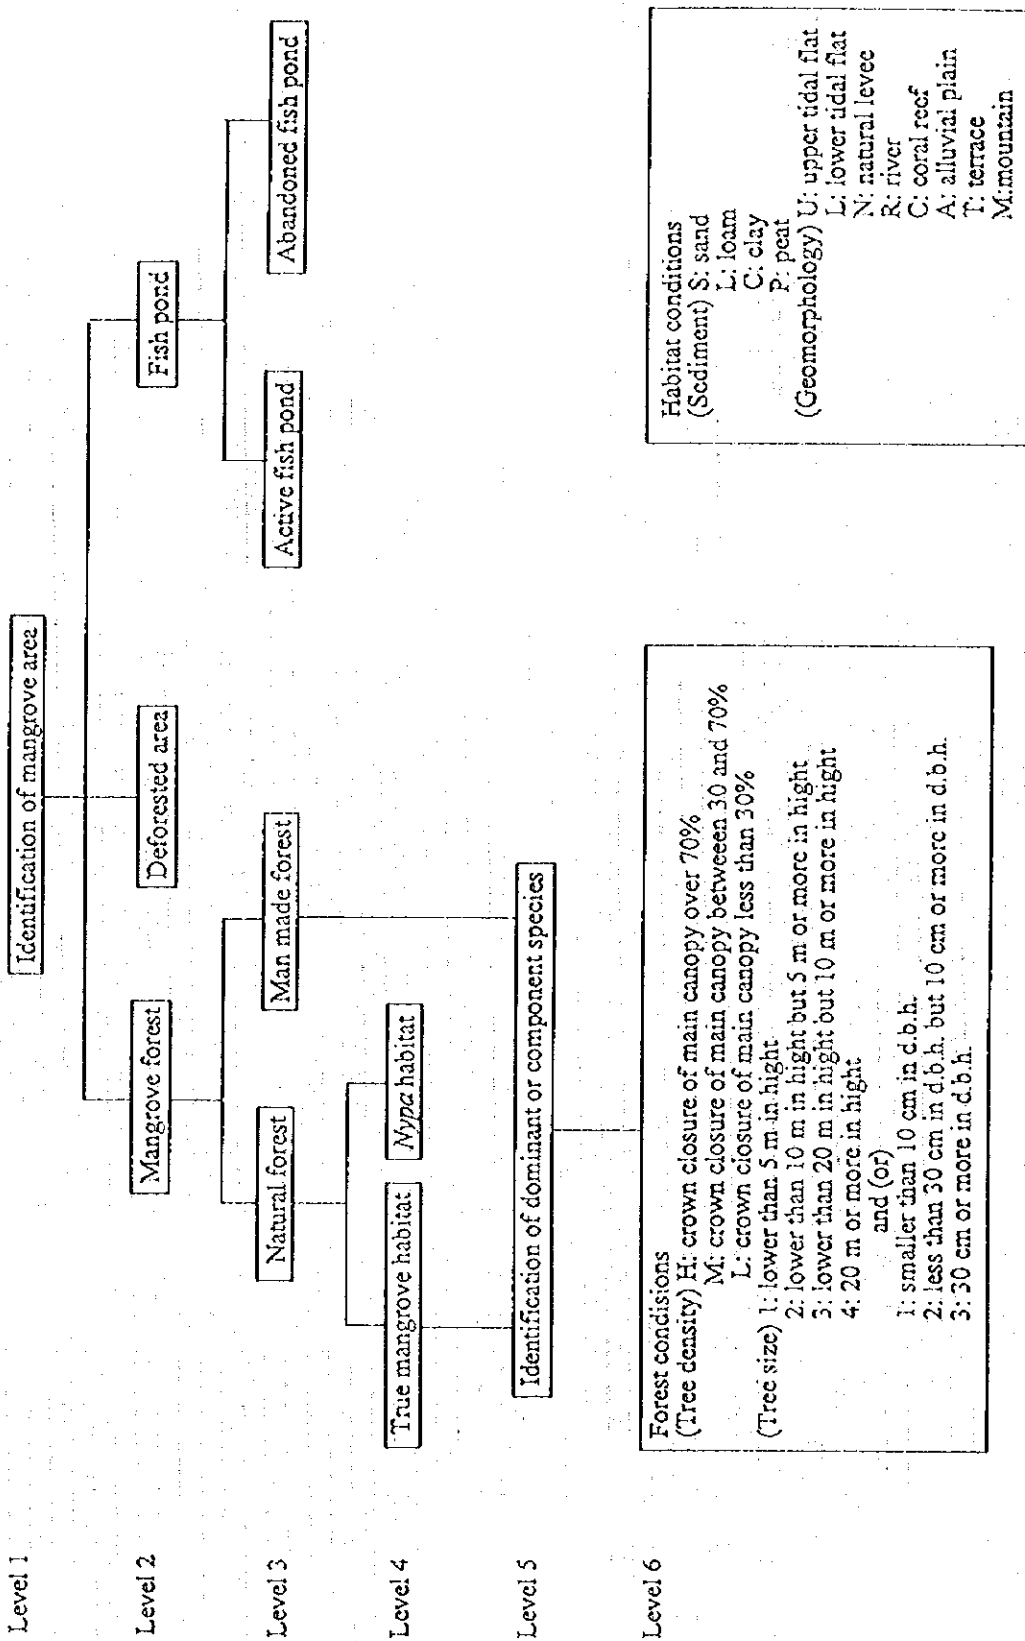 Level 1
Identification of mangrove area
Level 2
Mangrove forest
Deforested area
Fish pond
Level 3
Natural forest
Man made forest
Active fish pond
Abandoned fish pond
Level 4
True mangrove habitat
Nypa habitat
Level 5
Identification of dominant or component species
Level 6
Forest condisions
(Tree density) H: crown closure of main canopy over 70%
M: crown closure of main canopy betweeen 30 and 70%
L: crown closure of main canopy less than 30%
(Tree size) 1: lower than 5 m in hight
2: lower than 10 m in hight but 5 m or more in hight
3: lower than 20 m in hight but 10 m or more in hight
4: 20 m or more in hight
and (or)
1: smaller than 10 cm in d.b.h.
2: less than 30 cm in d.b.h. but 10 cm or more in d.b.h.
3: 30 cm or more in d.b.h.
Habitat conditions
(Sediment) S: sand
L: loam
C: clay
P: peat
(Geomorphology) U: upper tidal flat
L: lower tidal flat
N: natural levee
R: river
C: coral reef
A: alluvial plain
T: terrace
M:mountain